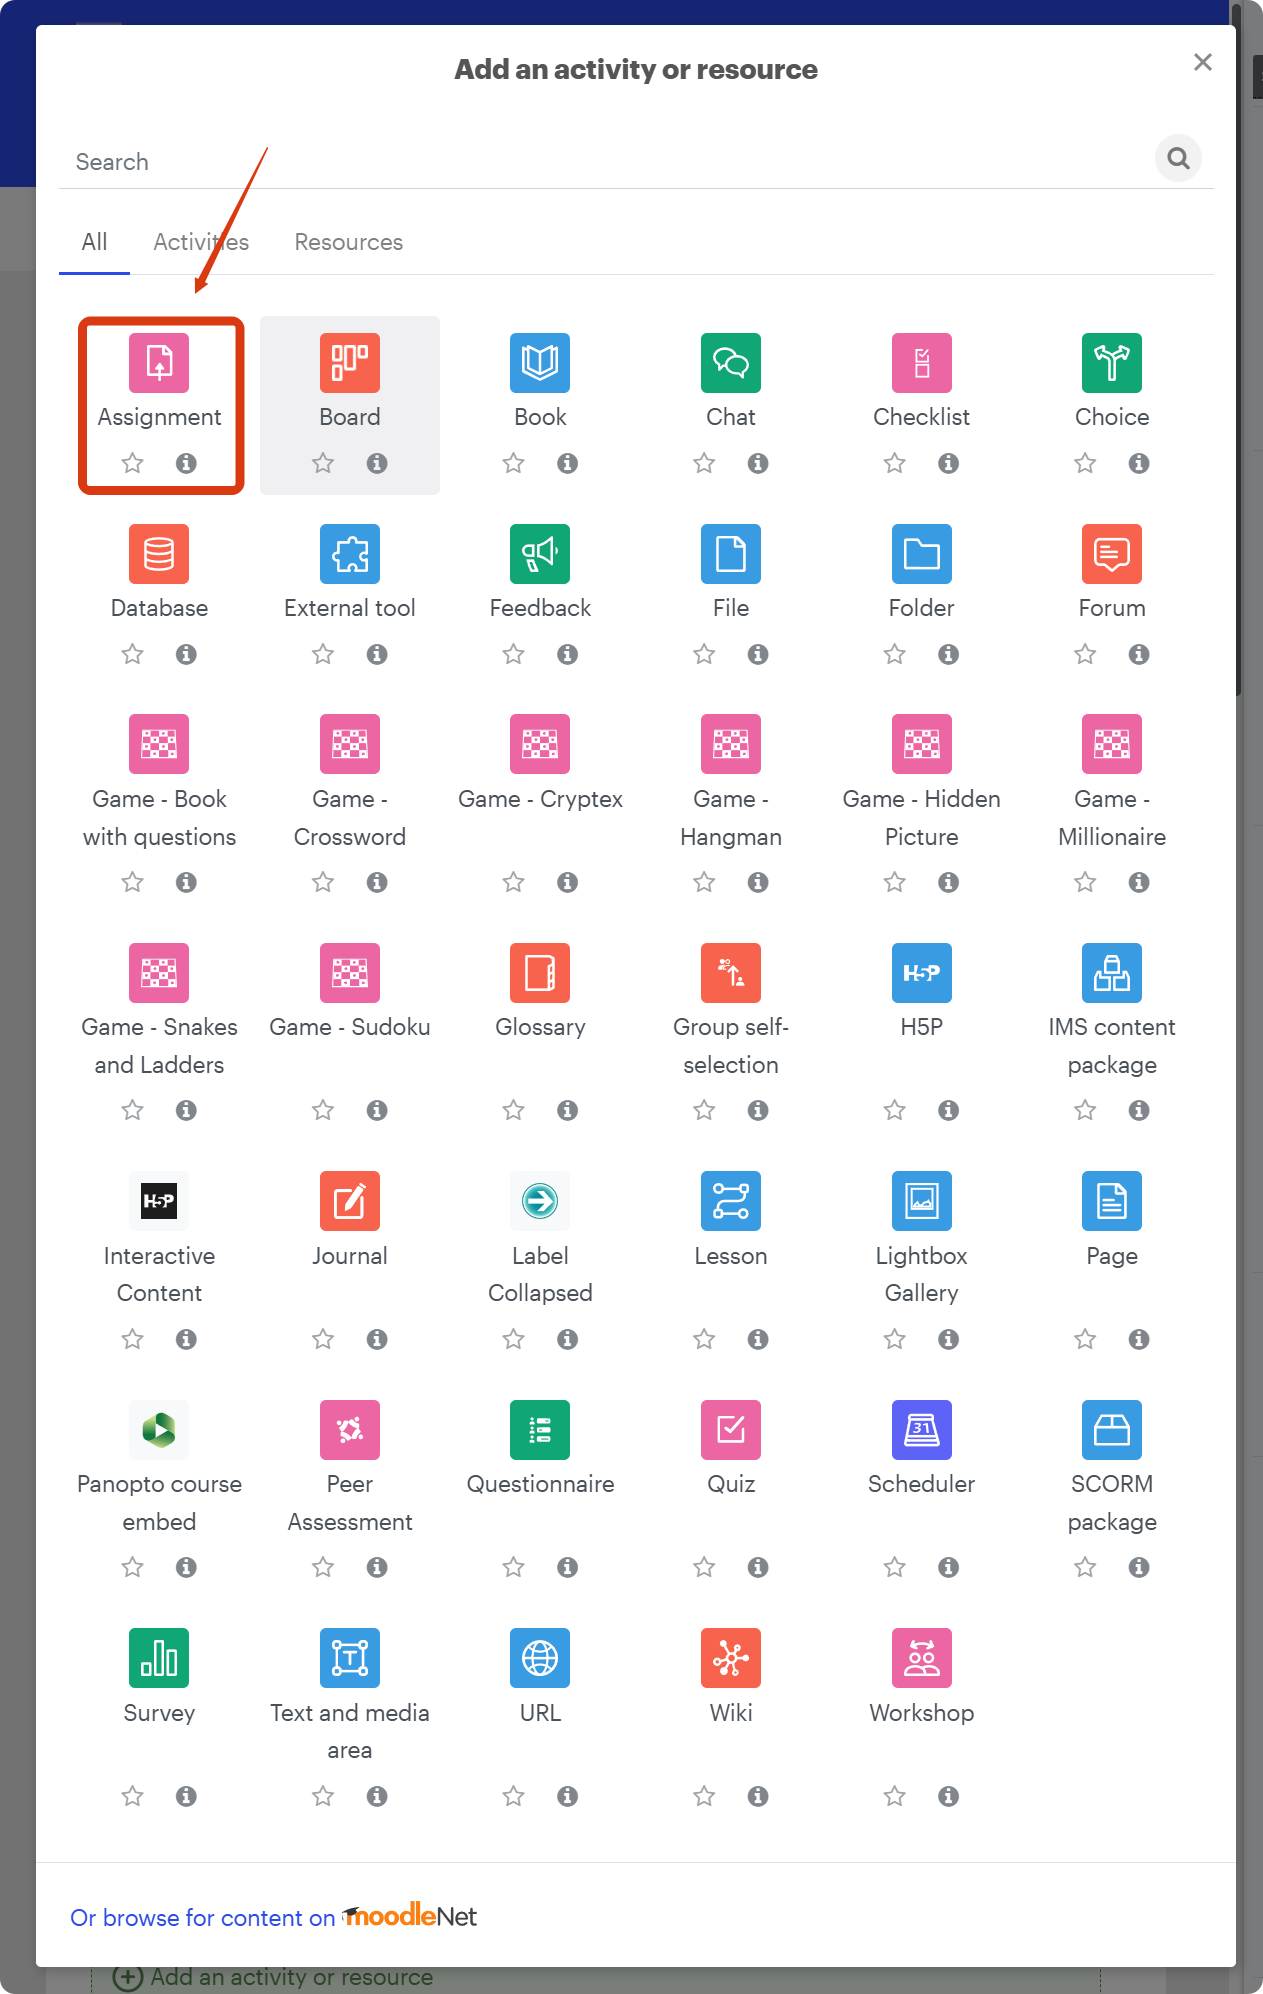 Add an activity or resource
Search
All Activities Resources
Assignment Board Book Chat Checklist Choice
Database External tool Feedback File Folder Forum
Game - Book with questions
Game - Crossword
Game - Cryptex
Game - Hangman
Game - Hidden Picture
Game - Millionaire
Game - Snakes and Ladders
Game - Sudoku
Glossary
Group self-selection
H5P
H5P
IMS content package
H5P
Interactive Content
Journal
Label Collapsed
Lesson
Lightbox Gallery
Page
Panopto course embed
Peer Assessment
Questionnaire
Quiz
31
Scheduler
SCORM package
Survey
T
Text and media area
URL
Wiki
Workshop
Or browse for content on moodleNet
Add an activity or resource